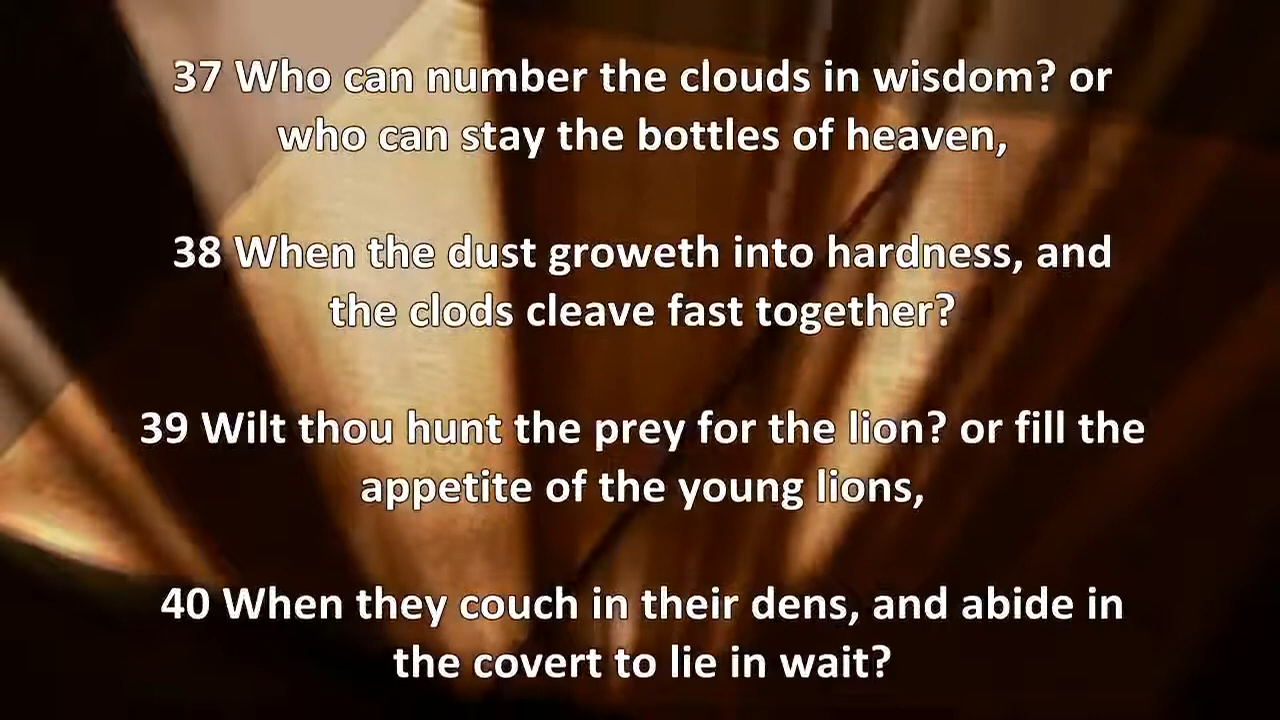 37 Who can number the clouds in wisdom? or
who can stay the bottles of heaven,
38 When the dust groweth into hardness, and
the clods cleave fast together?
39 Wilt thou hunt the prey for the lion? or fill the
appetite of the young lions,
40 When they couch in their dens, and abide in
the covert to lie in wait?